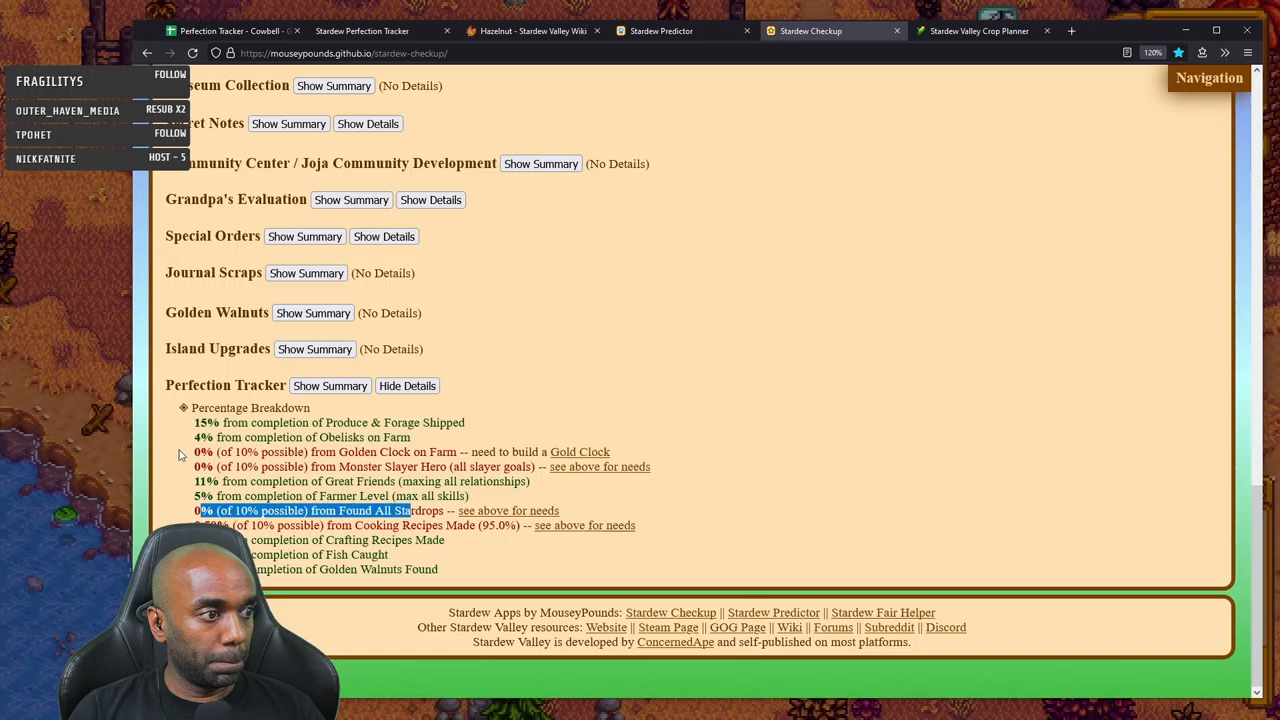 Perfection Tracker - Cowbell - G
Stardew Perfection Tracker
Hazelnut - Stardew Valley Wiki
Stardew Predictor
Stardew Checkup
Stardew Valley Crop Planner
https://mouseypounds.github.io/stardew-checkup/
120%
FRAGILITYS FOLLOW
OUTER_HAVEN_MEDIA RESUB X2
TPOHET FOLLOW
NICKFATNITE HOST - 5
Navigation
seum Collection Show Summary (No Details)
cret Notes Show Summary Show Details
mmunity Center / Joja Community Development Show Summary (No Details)
Grandpa's Evaluation Show Summary Show Details
Special Orders Show Summary Show Details
Journal Scraps Show Summary (No Details)
Golden Walnuts Show Summary (No Details)
Island Upgrades Show Summary (No Details)
Perfection Tracker Show Summary Hide Details
Percentage Breakdown
15% from completion of Produce & Forage Shipped
4% from completion of Obelisks on Farm
0% (of 10% possible) from Golden Clock on Farm -- need to build a Gold Clock
0% (of 10% possible) from Monster Slayer Hero (all slayer goals) -- see above for needs
11% from completion of Great Friends (maxing all relationships)
5% from completion of Farmer Level (max all skills)
0% (of 10% possible) from Found All Stardrops -- see above for needs
(of 10% possible) from Cooking Recipes Made (95.0%) -- see above for needs
completion of Crafting Recipes Made
completion of Fish Caught
mpletion of Golden Walnuts Found
Stardew Apps by MouseyPounds: Stardew Checkup || Stardew Predictor || Stardew Fair Helper
Other Stardew Valley resources: Website || Steam Page || GOG Page || Wiki || Forums || Subreddit || Discord
Stardew Valley is developed by ConcernedApe and self-published on most platforms.